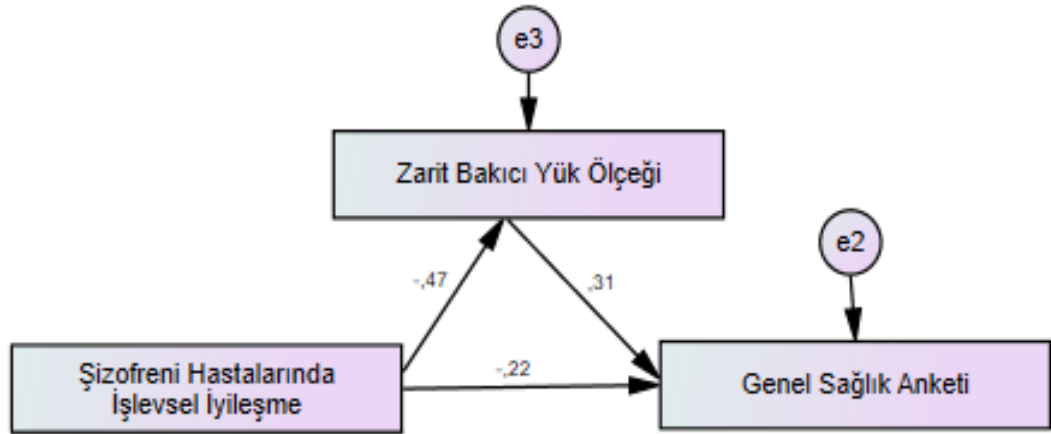 e3
Zarit Bakıcı Yük Ölçeği
e2
-,47
,31
Şizofreni Hastalarında
İşlevsel İyileşme
-,22
Genel Sağlık Anketi